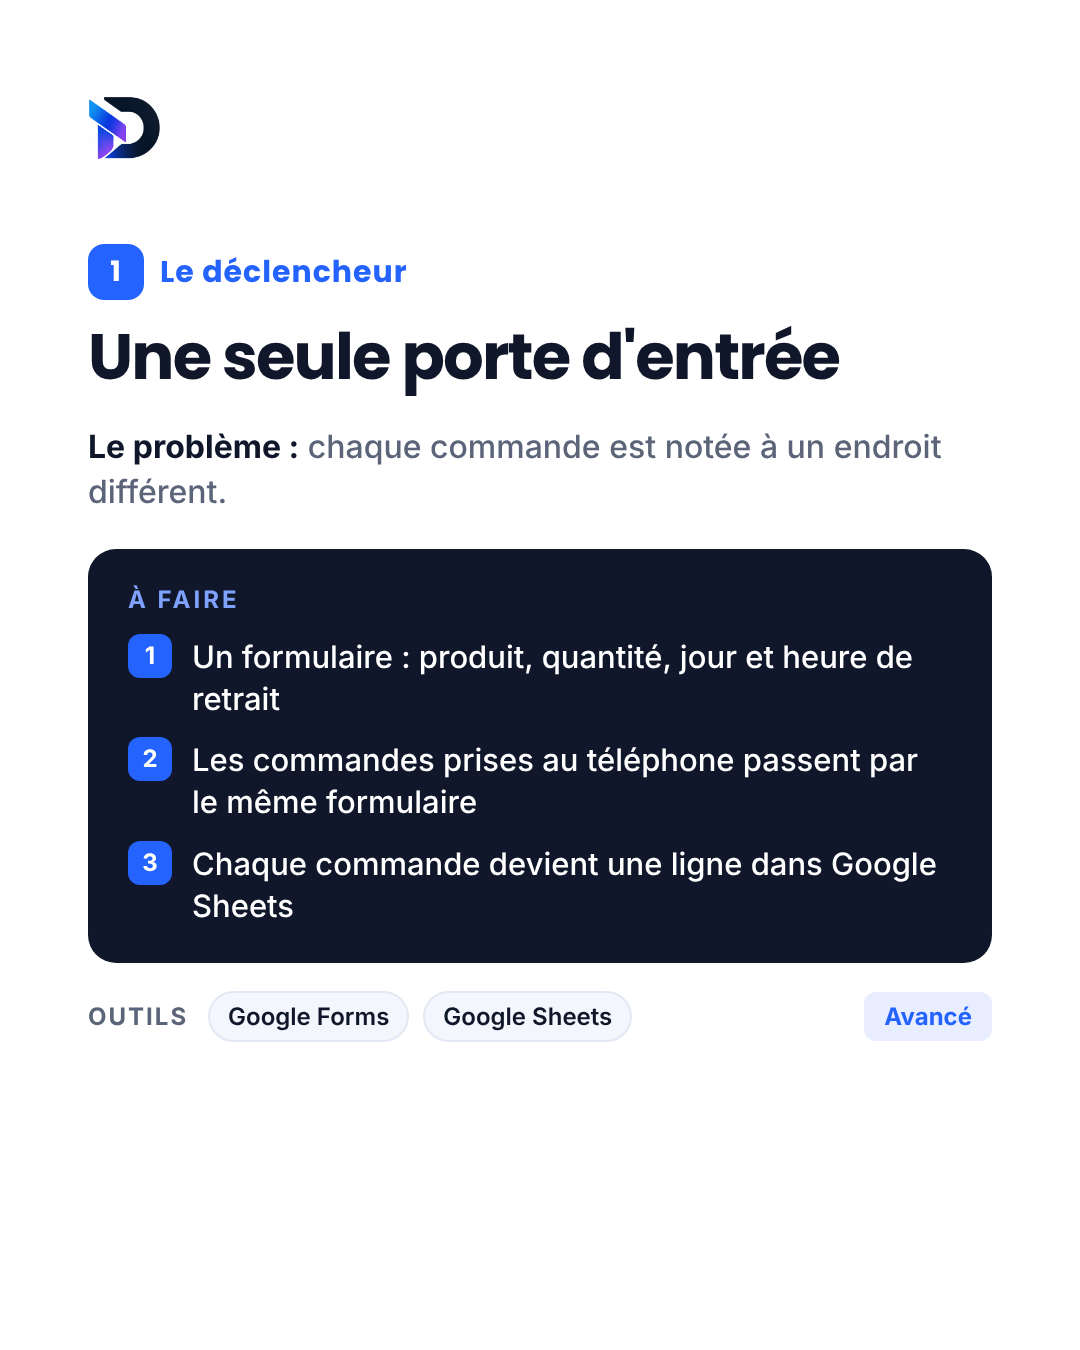 1 Le déclencheur
Une seule porte d'entrée
Le problème : chaque commande est notée à un endroit
différent.
À FAIRE
1 Un formulaire : produit, quantité, jour et heure de
retrait
2 Les commandes prises au téléphone passent par
le même formulaire
3 Chaque commande devient une ligne dans Google
Sheets
OUTILS Google Forms Google Sheets Avancé